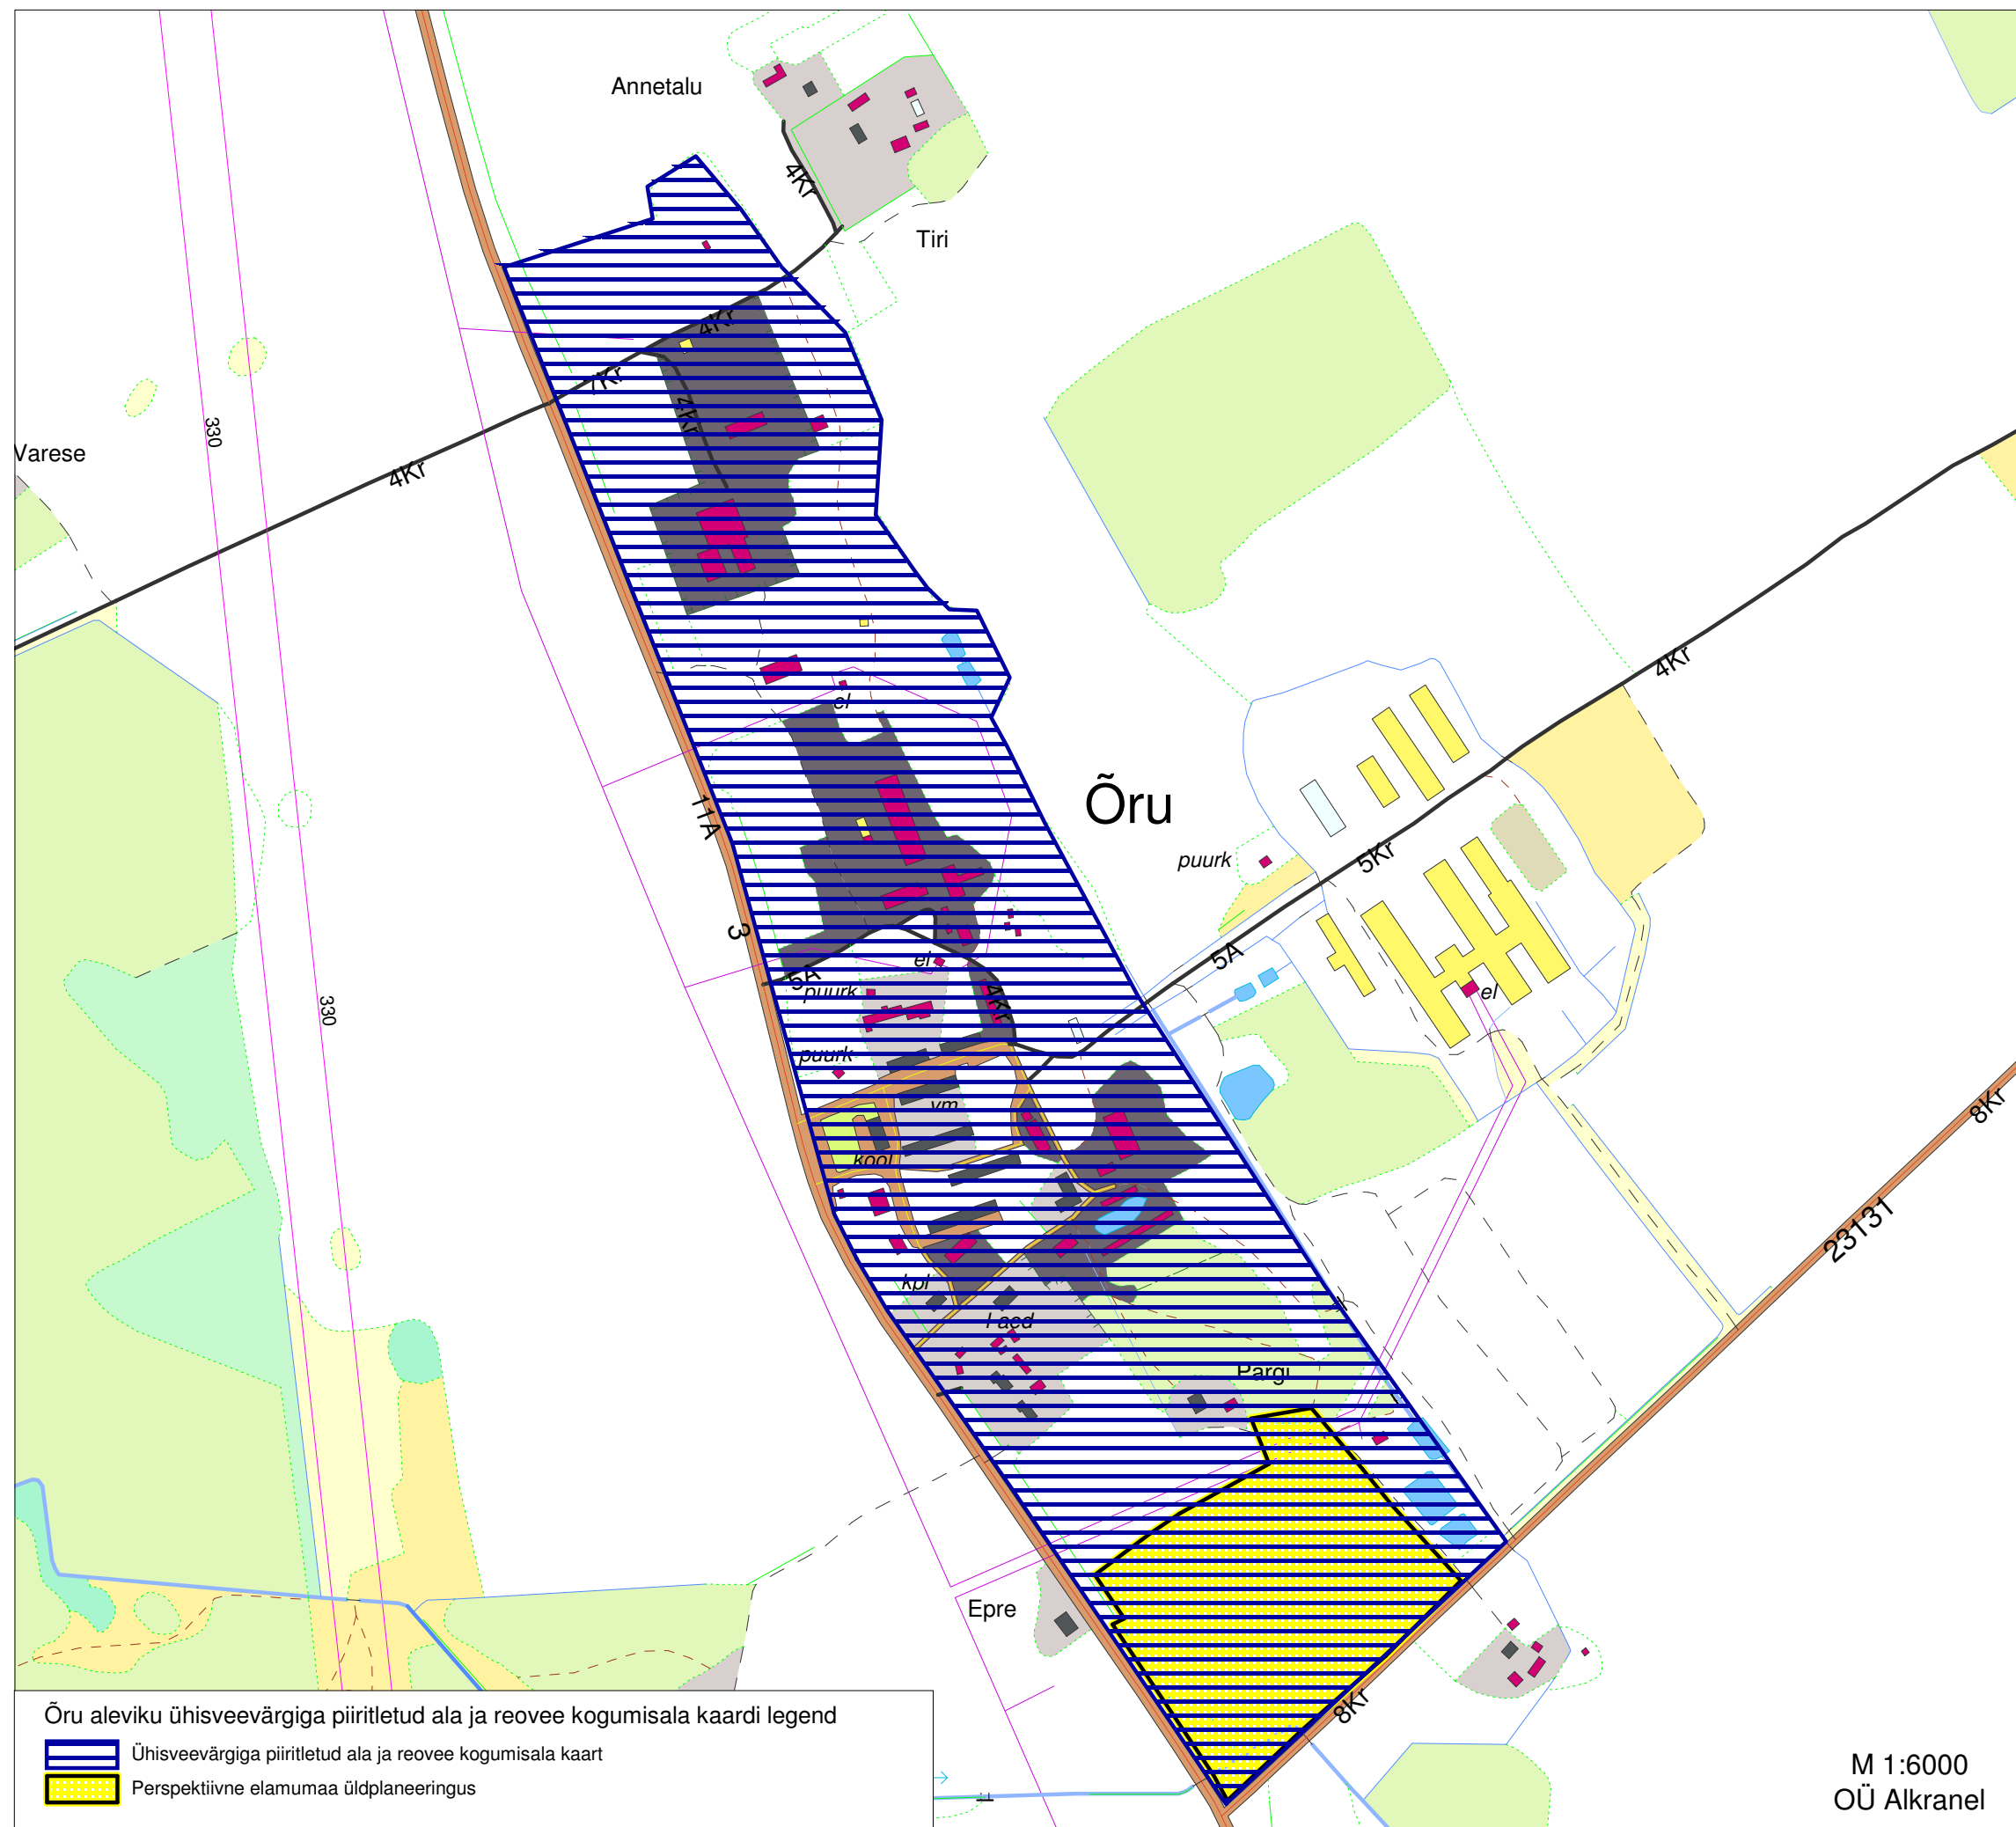 Annetalu
4Kr
Tiri
4Kr
7Kr
4Kr
330
Varese
4Kr
4Kr
el
Õru
11A
puurk
5Kr
3
5A
el
5A
puurk
4Kr
el
330
puurk
vm
8Kr
kool
23131
kpl
l-aed
Pargi
Epre
8Kr
Õru aleviku ühisveevärgiga piiritletud ala ja reovee kogumisala kaardi legend
Ühisveevärgiga piiritletud ala ja reovee kogumisala kaart
Perspektiivne elamumaa üldplaneeringus
M 1:6000
OÜ Alkranel